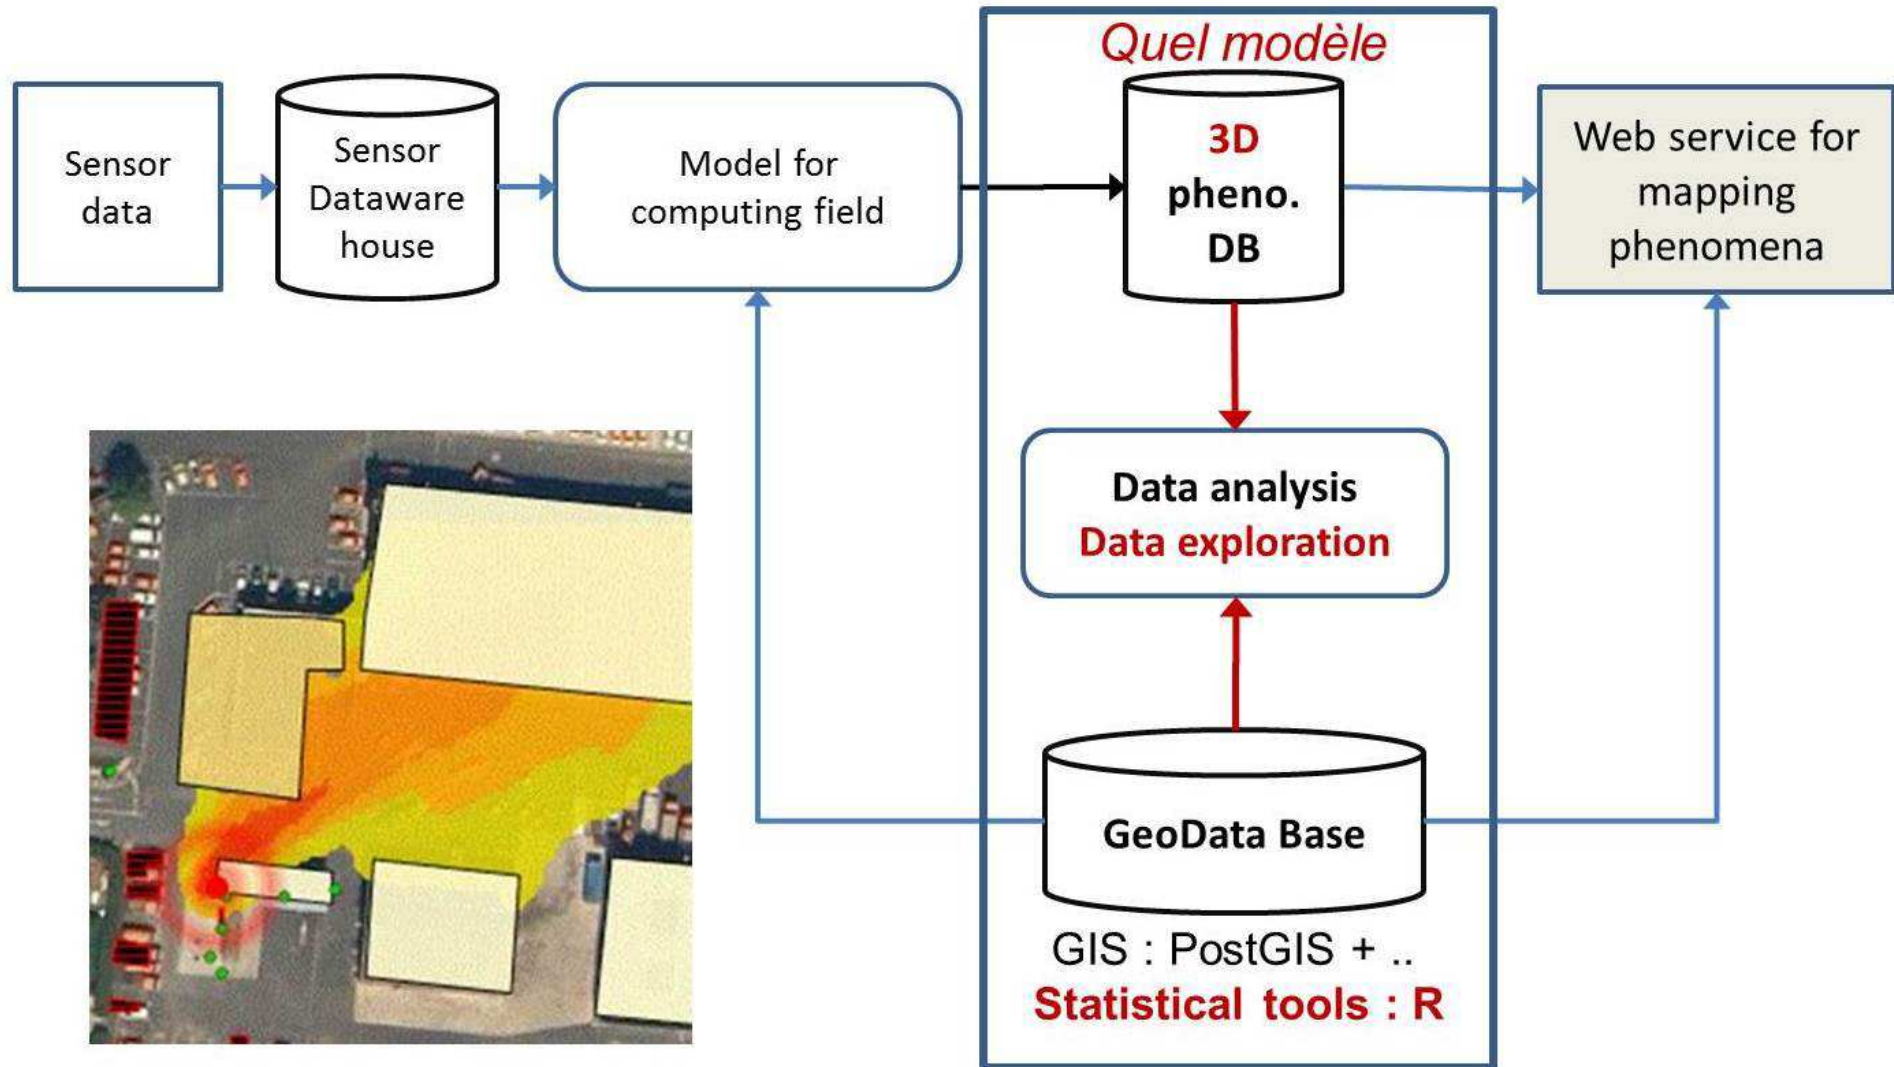 Quel modèle
Sensor
data
Sensor
Dataware
house
Model for
computing field
3D
pheno.
DB
Web service for
mapping
phenomena
Data analysis
Data exploration
GeoData Base
GIS : PostGIS + ..
Statistical tools : R